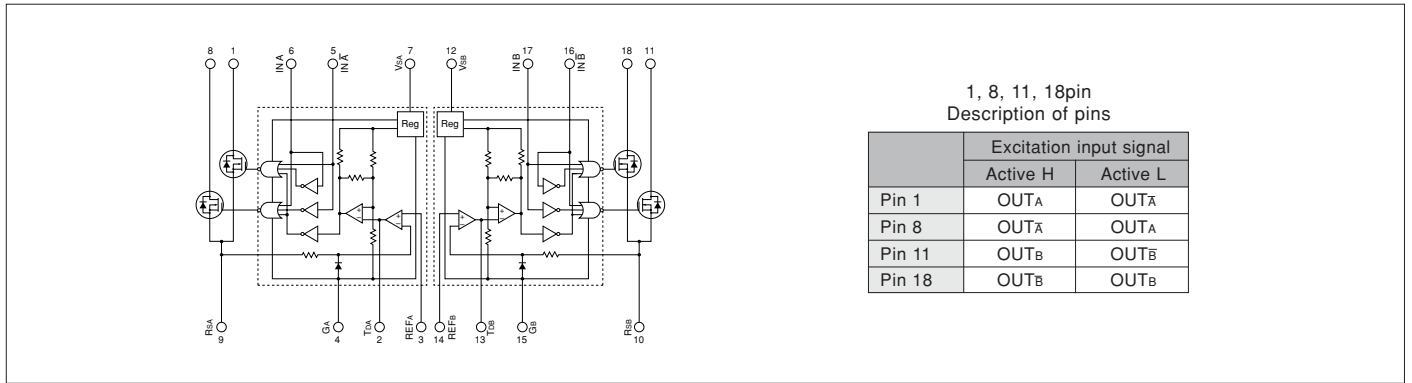 8 1 6 5 7 12 17 16 18 11
IN A IN A̅ VSA VSB IN B IN B̅
Reg Reg
RSA GA TDA REFA REFB TDB GB RSB
9 4 2 3 14 13 15 10
1, 8, 11, 18pin
Description of pins
Excitation input signal
Active H Active L
Pin 1 OUTA OUTA̅
Pin 8 OUTA̅ OUTA
Pin 11 OUTB OUTB̅
Pin 18 OUTB̅ OUTB